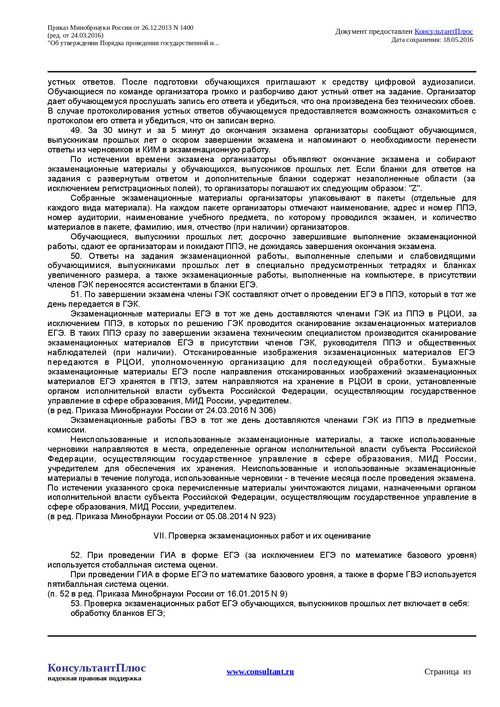 Приказ Минобрнауки России от 26.12.2013 N 1400
(ред. от 24.03.2016)
"Об утверждении Порядка проведения государственной и...
Документ предоставлен КонсультантПлюс
Дата сохранения: 18.05.2016
устных ответов. После подготовки обучающихся приглашают к средству цифровой аудиозаписи.
Обучающиеся по команде организатора громко и разборчиво дают устный ответ на задание. Организатор
дает обучаемуся прослушать запись его ответа и убедиться, что она произведена без технических сбоев.
В случае протоколирования устных ответов обучаемуся предоставляется возможность ознакомиться с
протоколом его ответа и убедиться, что он записан верно.
49. За 30 минут и за 5 минут до окончания экзамена организаторы сообщают обучающимся,
выпускникам прошлых лет о скором завершении экзамена и напоминают о необходимости перенести
ответы из черновиков и КИМ в экзаменационную работу.
По истечении времени экзамена организаторы объявляют окончание экзамена и собирают
экзаменационные материалы у обучающихся, выпускников прошлых лет. Если бланки для ответов на
задания с развернутым ответом и дополнительные бланки содержат незаполненные области (за
исключением регистрационных полей), то организаторы погашают их следующим образом: "Z".
Собранные экзаменационные материалы организаторы упаковывают в пакеты (отдельные для
каждого вида материала). На каждом пакете организаторы отмечают наименование, адрес и номер ППЭ,
номер аудитории, наименование учебного предмета, по которому проводился экзамен, и количество
материалов в пакете, фамилию, имя, отчество (при наличии) организаторов.
Обучающиеся, выпускники прошлых лет, досрочно завершившие выполнение экзаменационной
работы, сдают ее организаторам и покидают ППЭ, не дожидаясь завершения окончания экзамена.
50. Ответы на задания экзаменационной работы, выполненные слепыми и слабовидящими
обучающимися, выпускниками прошлых лет в специально предусмотренных тетрадях и бланках
увеличенного размера, а также экзаменационные работы, выполненные на компьютере, в присутствии
членов ГЭК переносятся ассистентами в бланки ЕГЭ.
51. По завершении экзамена члены ГЭК составляют отчет о проведении ЕГЭ в ППЭ, который в тот же
день передается в ГЭК.
Экзаменационные материалы ЕГЭ в тот же день доставляются членами ГЭК из ППЭ в РЦОИ, за
исключением ППЭ, в которых по решению ГЭК проводится сканирование экзаменационных материалов
ЕГЭ. В таких ППЭ сразу по завершении экзамена техническим специалистом производится сканирование
экзаменационных материалов ЕГЭ в присутствии членов ГЭК, руководителя ППЭ и общественных
наблюдателей (при наличии). Отсканированные изображения экзаменационных материалов ЕГЭ
передаются в РЦОИ, уполномоченную организацию для последующей обработки. Бумажные
экзаменационные материалы ЕГЭ после направления отсканированных изображений экзаменационных
материалов ЕГЭ хранятся в ППЭ, затем направляются на хранение в РЦОИ в сроки, установленные
органом исполнительной власти субъекта Российской Федерации, осуществляющим государственное
управление в сфере образования, МИД России, учредителем.
(в ред. Приказа Минобрнауки России от 24.03.2016 N 306)
Экзаменационные работы ГВЭ в тот же день доставляются членами ГЭК из ППЭ в предметные
комиссии.
Неиспользованные и использованные экзаменационные материалы, а также использованные
черновики направляются в места, определенные органом исполнительной власти субъекта Российской
Федерации, осуществляющим государственное управление в сфере образования, МИД России,
учредителем для обеспечения их хранения. Неиспользованные и использованные экзаменационные
материалы в течение полугода, использованные черновики - в течение месяца после проведения экзамена.
По истечении указанного срока перечисленные материалы уничтожаются лицами, назначенными органом
исполнительной власти субъекта Российской Федерации, осуществляющим государственное управление в
сфере образования, МИД России, учредителем.
(в ред. Приказа Минобрнауки России от 05.08.2014 N 923)
VII. Проверка экзаменационных работ и их оценивание
52. При проведении ГИА в форме ЕГЭ (за исключением ЕГЭ по математике базового уровня)
используется стобалльная система оценки.
При проведении ГИА в форме ЕГЭ по математике базового уровня, а также в форме ГВЭ используется
пятибалльная система оценки.
(п. 52 в ред. Приказа Минобрнауки России от 16.01.2015 N 9)
53. Проверка экзаменационных работ ЕГЭ обучающихся, выпускников прошлых лет включает в себя:
обработку бланков ЕГЭ;
КонсультантПлюс
надежная правовая поддержка
www.consultant.ru
Страница из